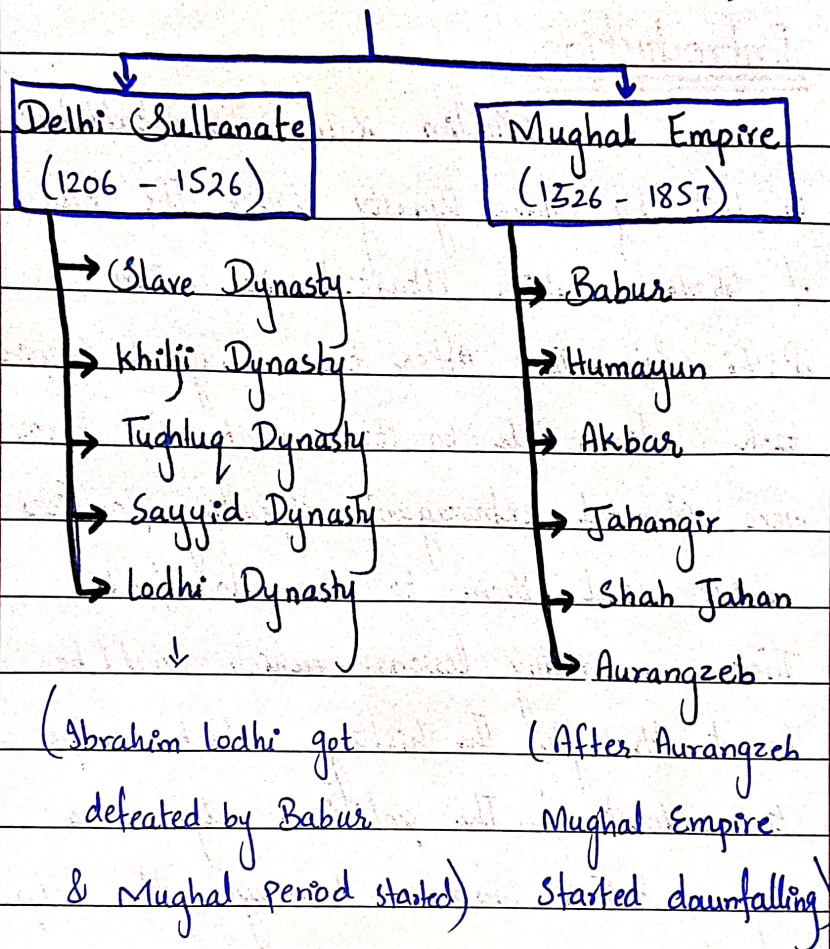 Delhi Sultanate
(1206 - 1526)
Slave Dynasty
Khilji Dynasty
Tughluq Dynasty
Sayyid Dynasty
Lodhi Dynasty
(Ibrahim Lodhi got
defeated by Babur
& Mughal period started)
Mughal Empire
(1526 - 1857)
Babur
Humayun
Akbar
Jahangir
Shah Jahan
Aurangzeb
(After Aurangzeb
Mughal Empire
Started daunfalling)